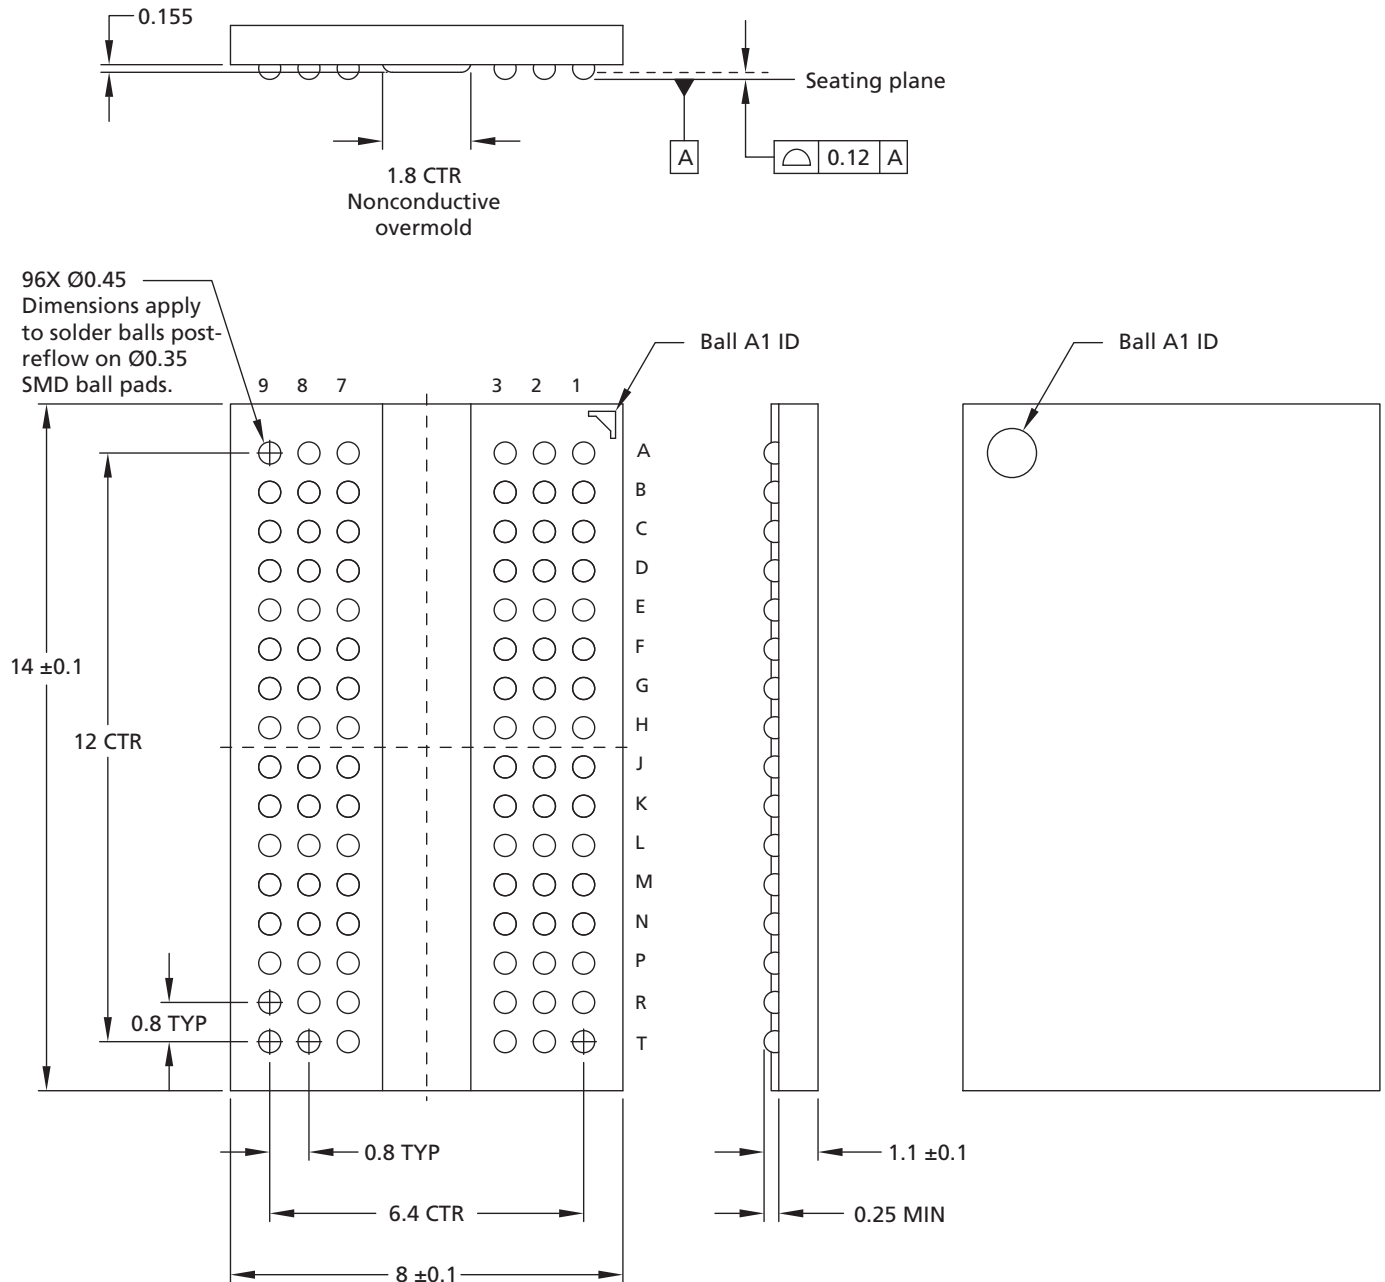 0.155
Seating plane
A
0.12 A
1.8 CTR
Nonconductive
overmold
96X Ø0.45
Dimensions apply
to solder balls post-
reflow on Ø0.35
SMD ball pads.
Ball A1 ID
Ball A1 ID
9 8 7 3 2 1
A
B
C
D
E
F
14 ±0.1
G
H
12 CTR
J
K
L
M
N
P
R
0.8 TYP
T
0.8 TYP
1.1 ±0.1
6.4 CTR
0.25 MIN
8 ±0.1